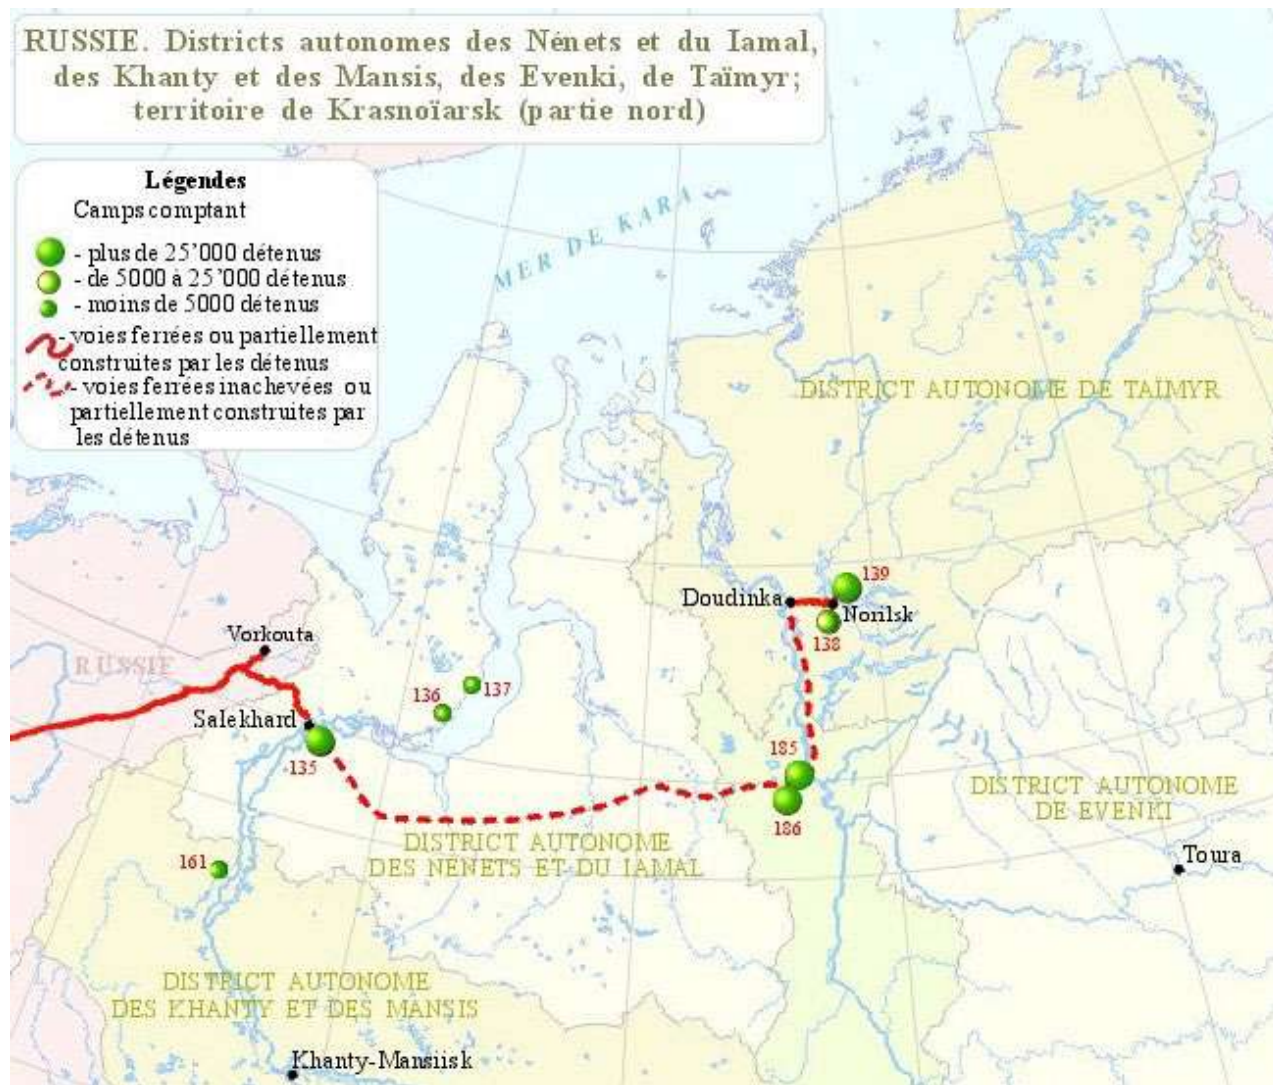 RUSSIE. Districts autonomes des Nénets et du Iamal,
des Khanty et des Mansis, des Evenki, de Taïmyr;
territoire de Krasnoïarsk (partie nord)
Légendes
Camps comptant
- plus de 25’000 détenus
- de 5000 à 25’000 détenus
- moins de 5000 détenus
- voies ferrées ou partiellement
construites par les détenus
- voies ferrées inachevées ou
partiellement construites par
les détenus
MER DE KARA
DISTRICT AUTONOME DE TAÏMYR
139
Doudinka
Norilsk
138
Vorkouta
RUSSIE
136
137
Salekhard
135
185
186
DISTRICT AUTONOME
DE EVENKI
DISTRICT AUTONOME
DES NENETS ET DU IAMAL
Toura
161
DISTRICT AUTONOME
DES KHANTY ET DES MANSIS
Khanty-Mansiisk